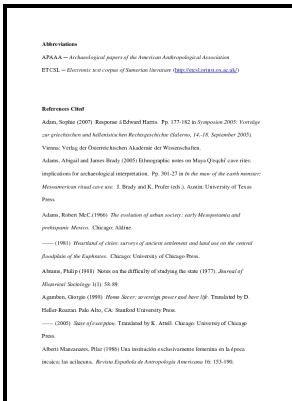 Abbreviations
APAAA — Archaeological papers of the American Anthropological Association
ETCSL — Electronic text corpus of Sumerian literature (http://etcsl.orinst.ox.ac.uk/)
References Cited
Adam, Sophie (2007) Response à Edward Harris. Pp. 177-182 in Symposion 2005: Vorträge
zur griechischen und hellenistischen Rechtsgeschichte (Salerno, 14.-18. September 2005).
Vienna: Verlag der Österreichischen Akademie der Wissenschaften.
Adams, Abigail and James Brady (2005) Ethnographic notes on Maya Q'eqchi' cave rites:
implications for archaeological interpretation. Pp. 301-27 in In the maw of the earth monster:
Mesoamerican ritual cave use. J. Brady and K. Prufer (eds.). Austin: University of Texas
Press.
Adams, Robert McC.(1966) The evolution of urban society: early Mesopotamia and
prehispanic Mexico. Chicago: Aldine.
—— (1981) Heartland of cities: surveys of ancient settlement and land use on the central
floodplain of the Euphrates. Chicago: University of Chicago Press.
Abrams, Philip (1988) Notes on the difficulty of studying the state (1977). Journal of
Historical Sociology 1(1): 58-89.
Agamben, Giorgio (1998) Homo Sacer: sovereign power and bare life. Translated by D.
Heller-Roazan. Palo Alto, CA: Stanford University Press.
—— (2005) State of exception. Translated by K. Attell. Chicago: University of Chicago
Press.
Alberti Manzanares, Pilar (1986) Una institución exclusivamente femenina en la época
incaica: las acllacuna. Revista Española de Antropología Americana 16: 153-190.